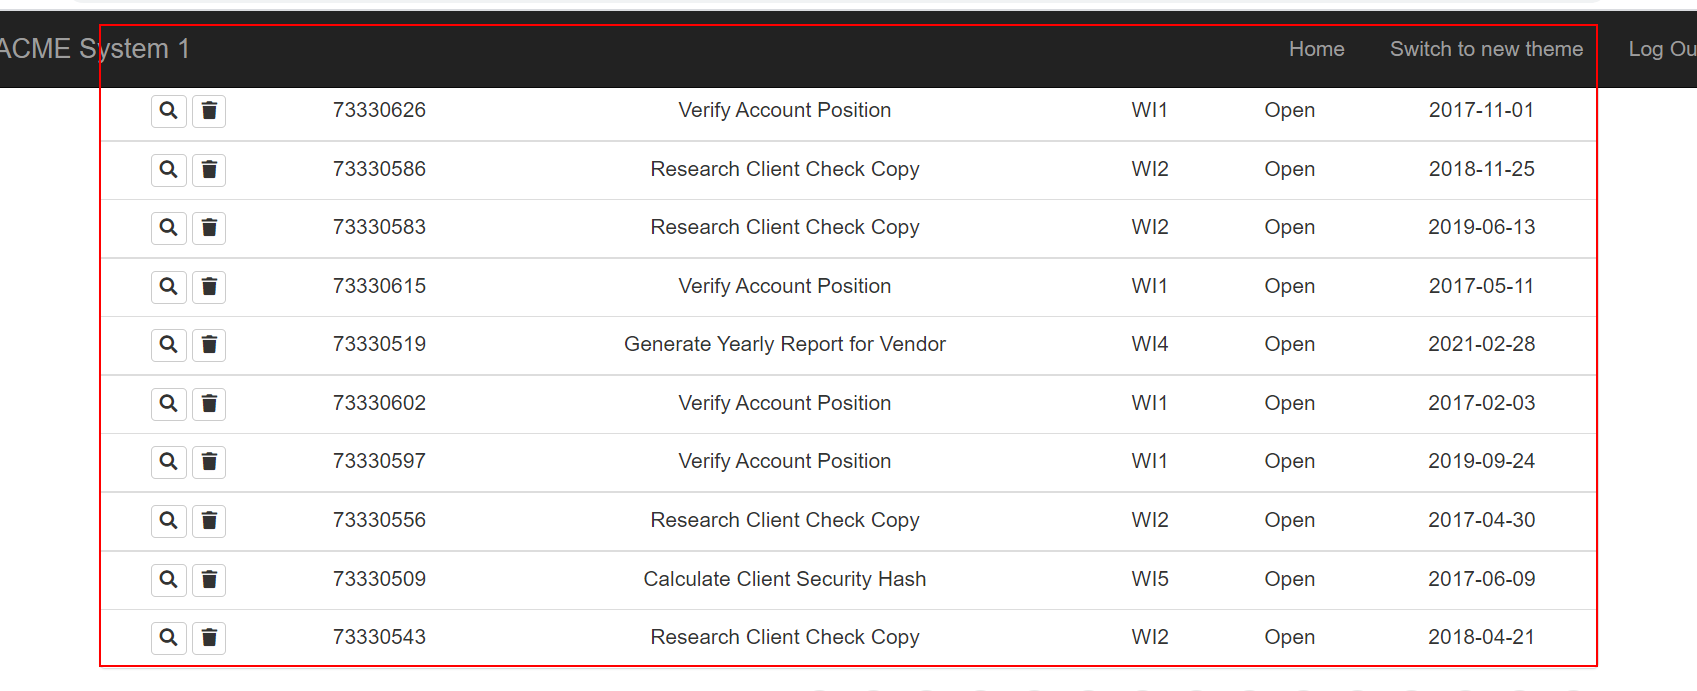 ACME System 1 Home Switch to new theme Log Ou
73330626 Verify Account Position WI1 Open 2017-11-01
73330586 Research Client Check Copy WI2 Open 2018-11-25
73330583 Research Client Check Copy WI2 Open 2019-06-13
73330615 Verify Account Position WI1 Open 2017-05-11
73330519 Generate Yearly Report for Vendor WI4 Open 2021-02-28
73330602 Verify Account Position WI1 Open 2017-02-03
73330597 Verify Account Position WI1 Open 2019-09-24
73330556 Research Client Check Copy WI2 Open 2017-04-30
73330509 Calculate Client Security Hash WI5 Open 2017-06-09
73330543 Research Client Check Copy WI2 Open 2018-04-21